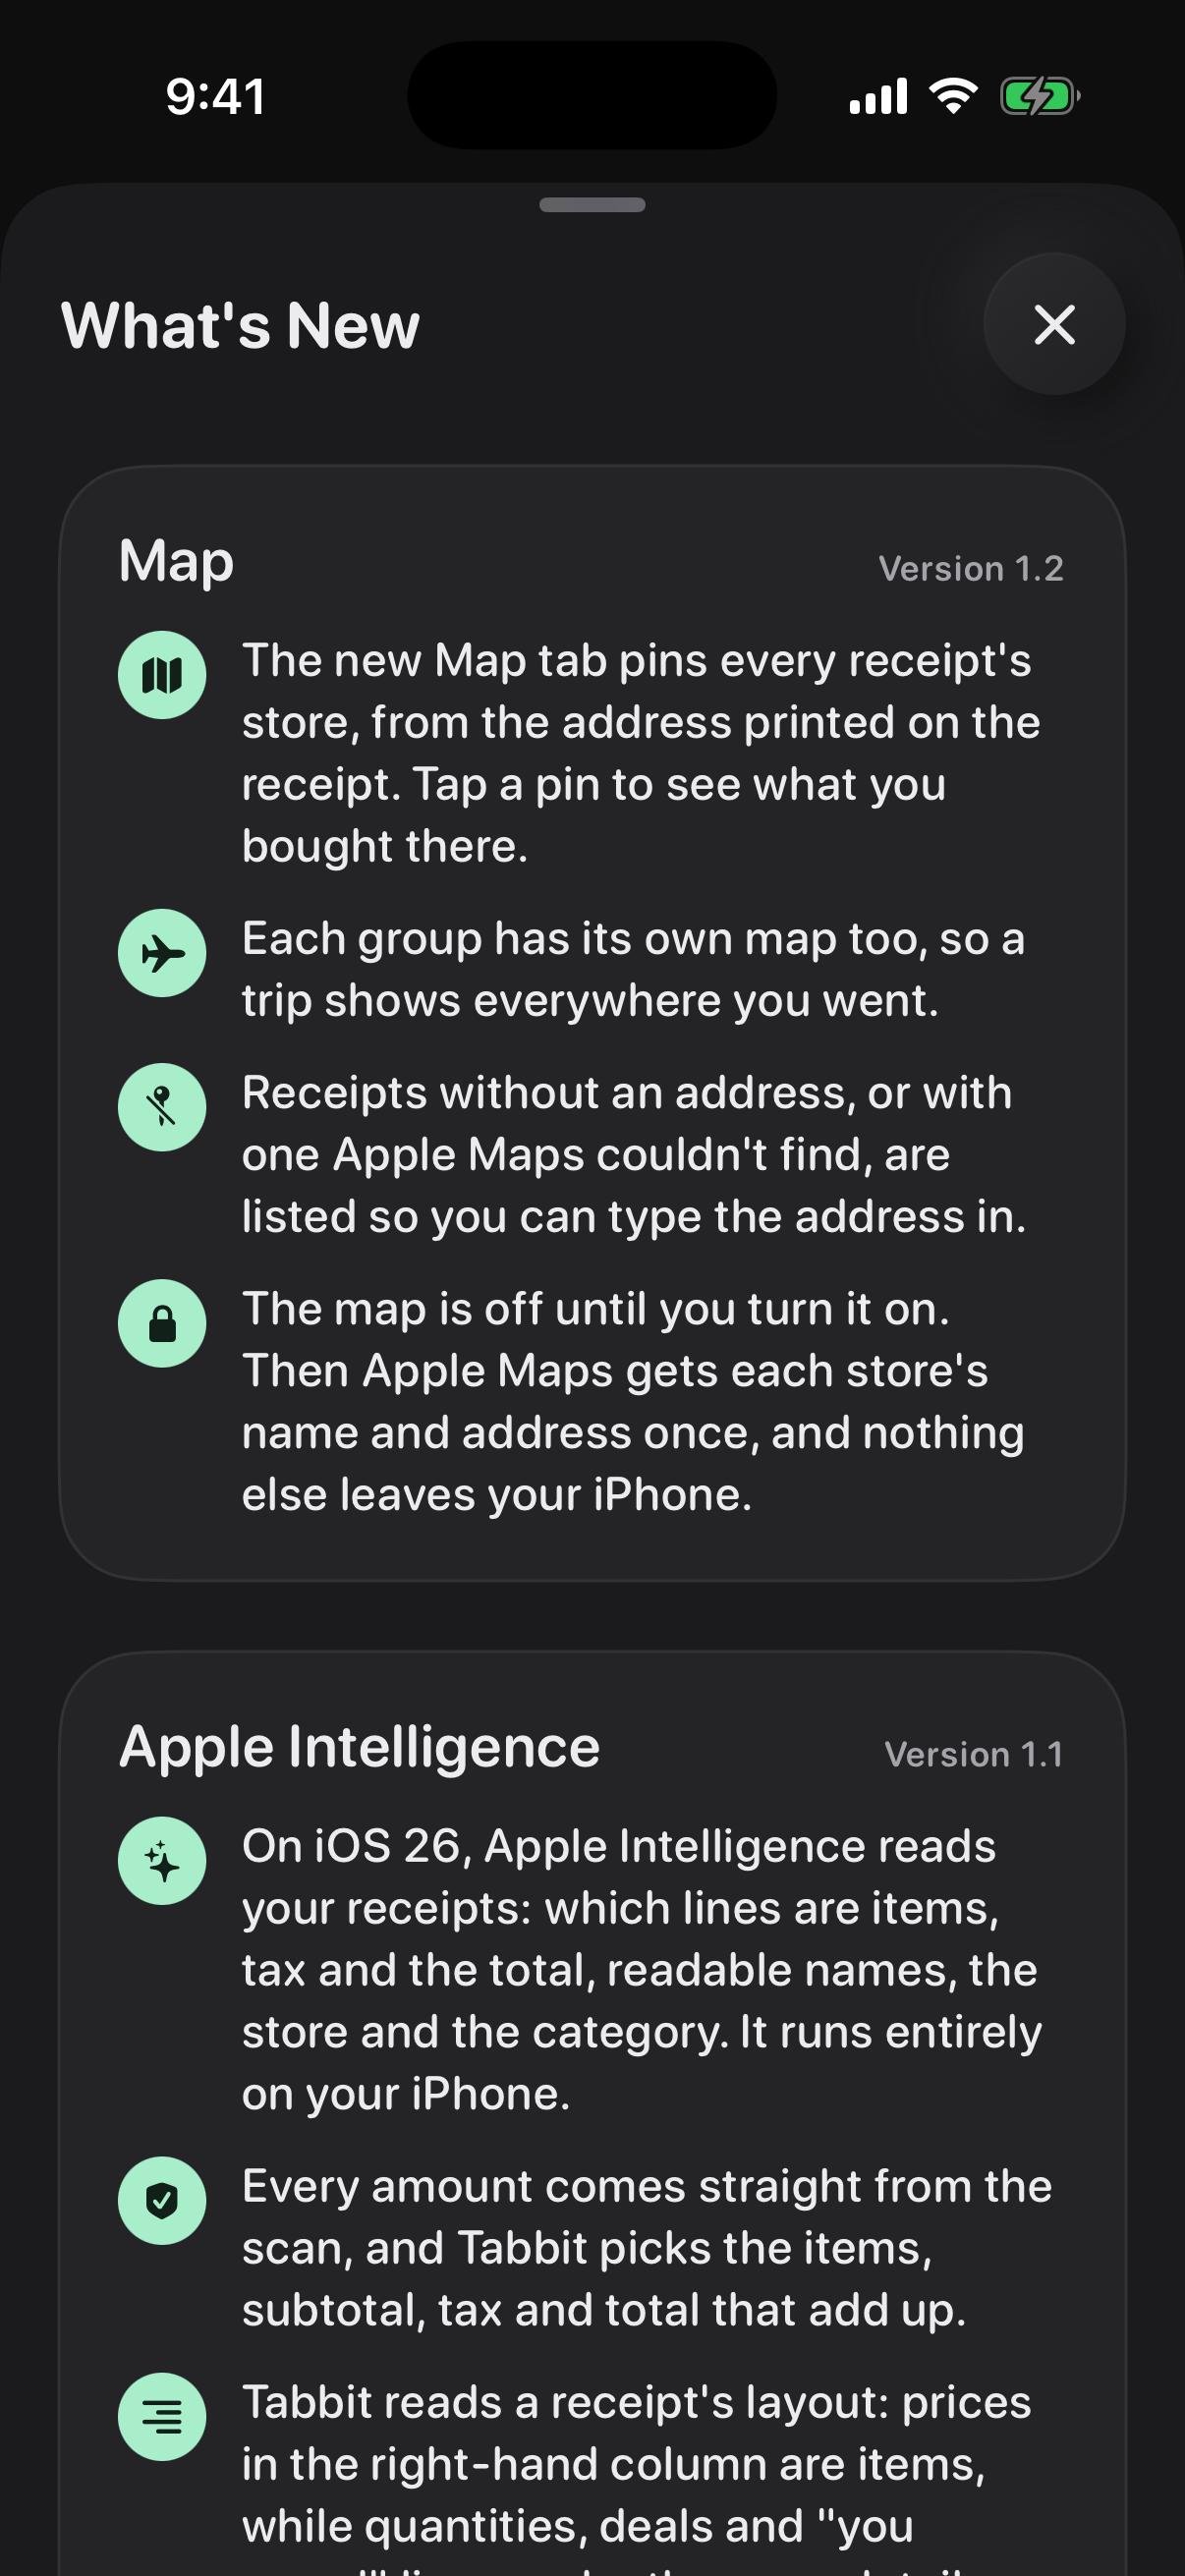 9:41
What's New
Map
Version 1.2
The new Map tab pins every receipt's
store, from the address printed on the
receipt. Tap a pin to see what you
bought there.
Each group has its own map too, so a
trip shows everywhere you went.
Receipts without an address, or with
one Apple Maps couldn't find, are
listed so you can type the address in.
The map is off until you turn it on.
Then Apple Maps gets each store's
name and address once, and nothing
else leaves your iPhone.
Apple Intelligence
Version 1.1
On iOS 26, Apple Intelligence reads
your receipts: which lines are items,
tax and the total, readable names, the
store and the category. It runs entirely
on your iPhone.
Every amount comes straight from the
scan, and Tabbit picks the items,
subtotal, tax and total that add up.
Tabbit reads a receipt's layout: prices
in the right-hand column are items,
while quantities, deals and "you